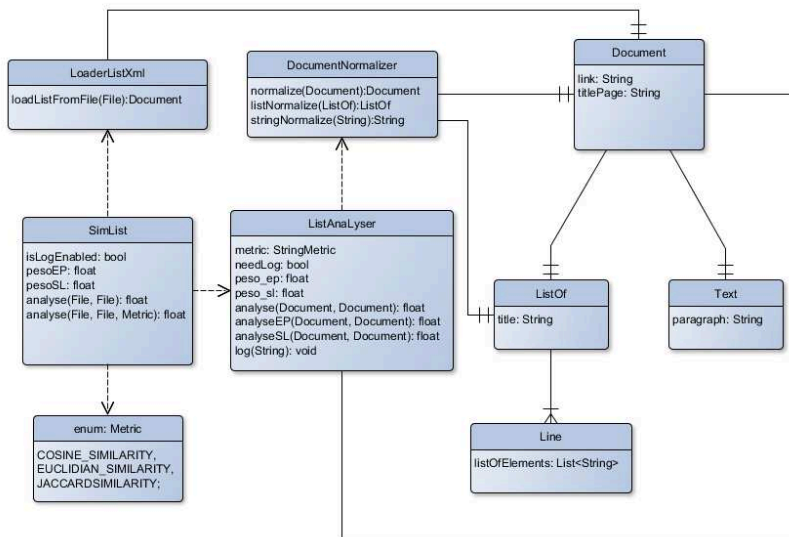 LoaderListXml
loadListFromFile(File):Document
DocumentNormalizer
normalize(Document):Document
listNormalize(ListOf):ListOf
stringNormalize(String):String
Document
link: String
titlePage: String
SimList
isLogEnabled: bool
pesoEP: float
pesoSL: float
analyse(File, File): float
analyse(File, File, Metric): float
ListAnaLyser
metric: StringMetric
needLog: bool
peso_ep: float
peso_sl: float
analyse(Document, Document): float
analyseEP(Document, Document): float
analyseSL(Document, Document): float
log(String): void
ListOf
title: String
Text
paragraph: String
enum: Metric
COSINE_SIMILARITY,
EUCLIDIAN_SIMILARITY,
JACCARDSIMILARITY;
Line
listOfElements: List<String>